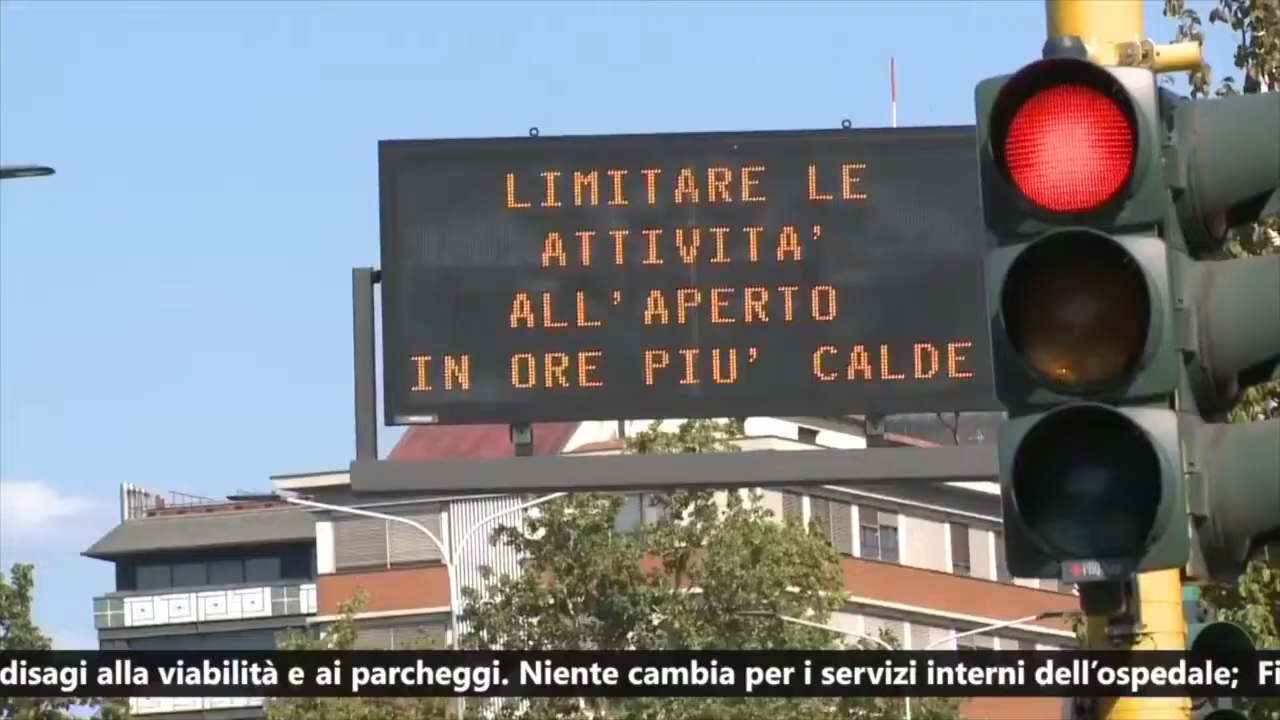 LIMITARE LE
ATTIVITA'
ALL'APERTO
IN ORE PIU' CALDE
disagi alla viabilità e ai parcheggi. Niente cambia per i servizi interni dell'ospedale; Fi